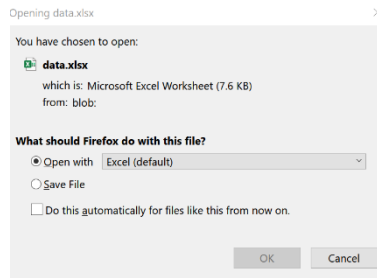 Opening data.xlsx
You have chosen to open:
data.xlsx
which is: Microsoft Excel Worksheet (7.6 KB)
from: blob:
What should Firefox do with this file?
Open with Excel (default)
Save File
Do this automatically for files like this from now on.
OK Cancel